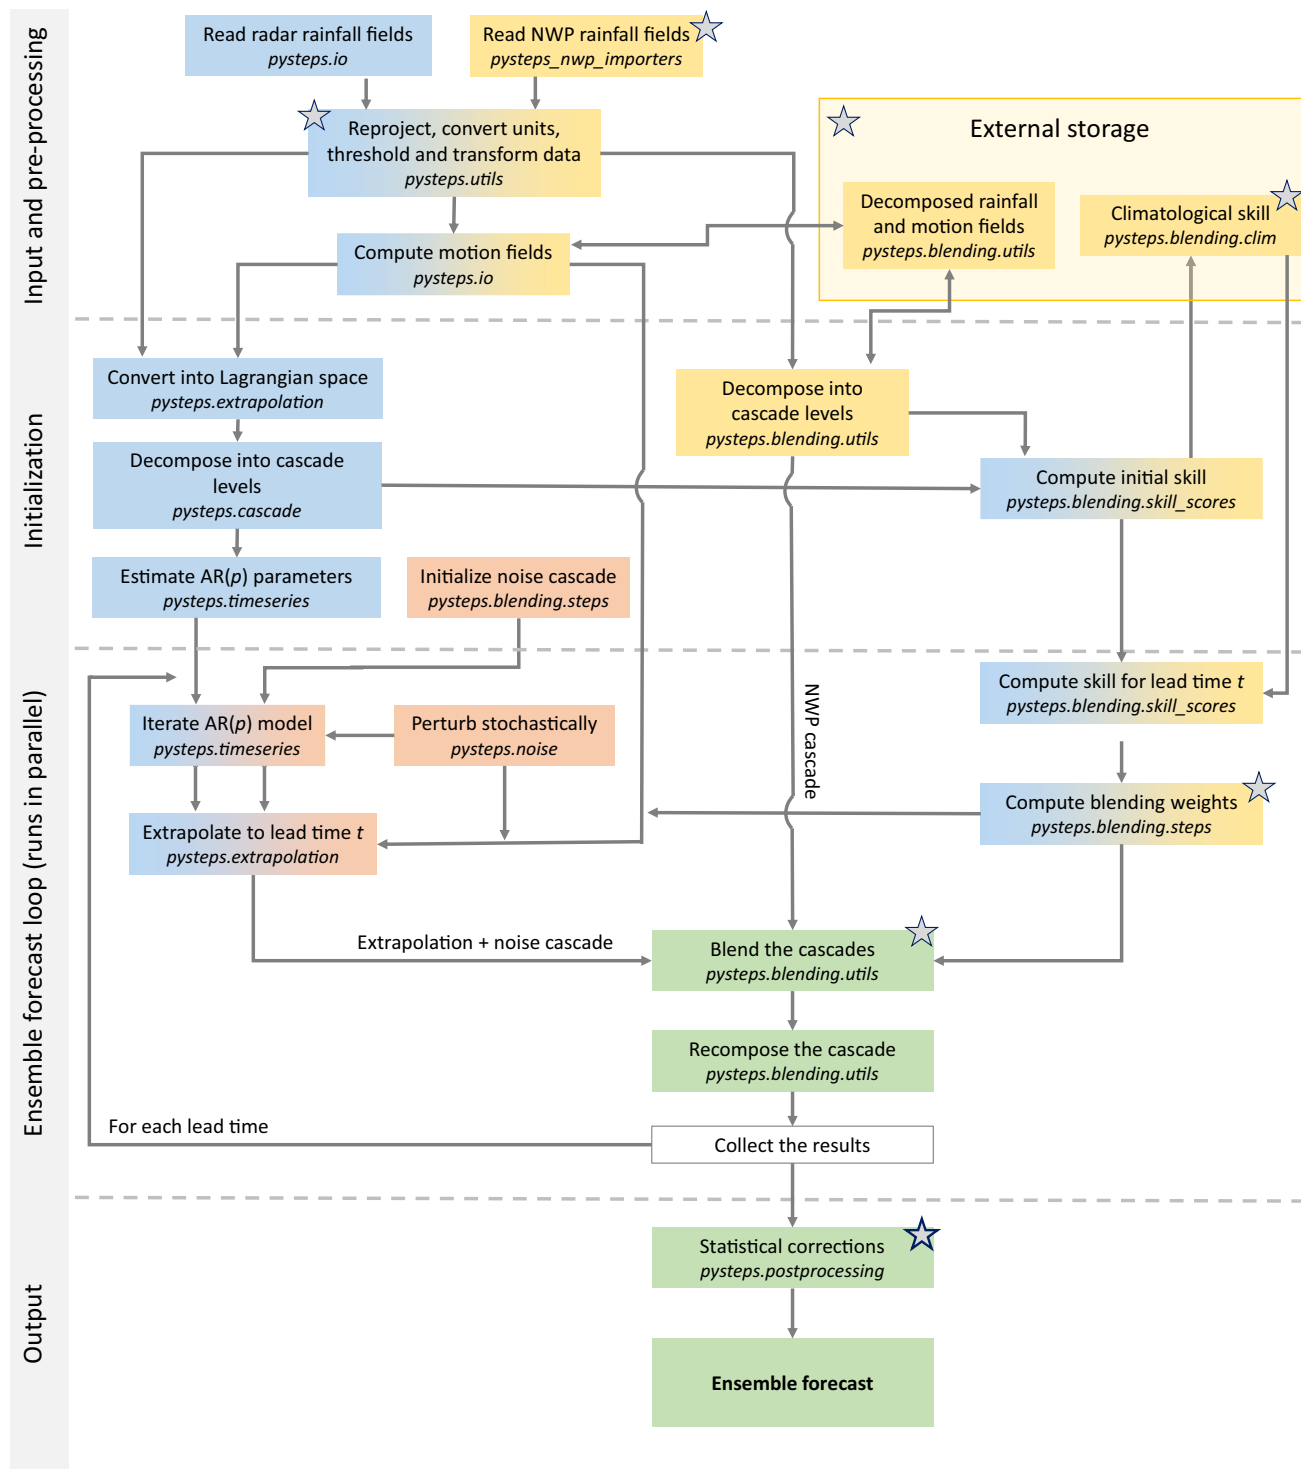 Input and pre-processing
Read radar rainfall fields
pysteps.io
Read NWP rainfall fields
pysteps_nwp_importers
Reproject, convert units,
threshold and transform data
pysteps.utils
External storage
Decomposed rainfall
and motion fields
pysteps.blending.utils
Climatological skill
pysteps.blending.clim
Compute motion fields
pysteps.io
Initialization
Convert into Lagrangian space
pysteps.extrapolation
Decompose into cascade
levels
pysteps.cascade
Decompose into
cascade levels
pysteps.blending.utils
Compute initial skill
pysteps.blending.skill_scores
Estimate AR(p) parameters
pysteps.timeseries
Initialize noise cascade
pysteps.blending.steps
Ensemble forecast loop (runs in parallel)
Compute skill for lead time t
pysteps.blending.skill_scores
Iterate AR(p) model
pysteps.timeseries
Perturb stochastically
pysteps.noise
NWP cascade
Compute blending weights
pysteps.blending.steps
Extrapolate to lead time t
pysteps.extrapolation
Extrapolation + noise cascade
Blend the cascades
pysteps.blending.utils
Recompose the cascade
pysteps.blending.utils
For each lead time
Collect the results
Output
Statistical corrections
pysteps.postprocessing
Ensemble forecast